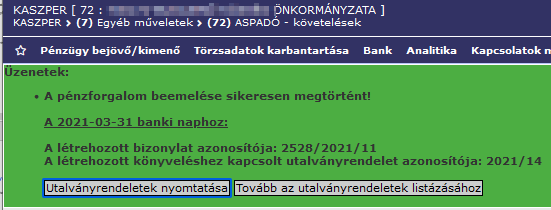 KASZPER [ 72 : ÖNKORMÁNYZATA ]
KASZPER > (7) Egyéb műveletek > (72) ASPADÓ - követelések
Pénzügy bejövő/kimenő Törzsadatok karbantartása Bank Analitika Kapcsolatok
Üzenetek:
• A pénzforgalom beemelése sikeresen megtörtént!
A 2021-03-31 banki naphoz:
A létrehozott bizonylat azonosítója: 2528/2021/11
A létrehozott könyveléshez kapcsolt utalványrendelet azonosítója: 2021/14
Utalványrendeletek nyomtatása Tovább az utalványrendeletek listázásához